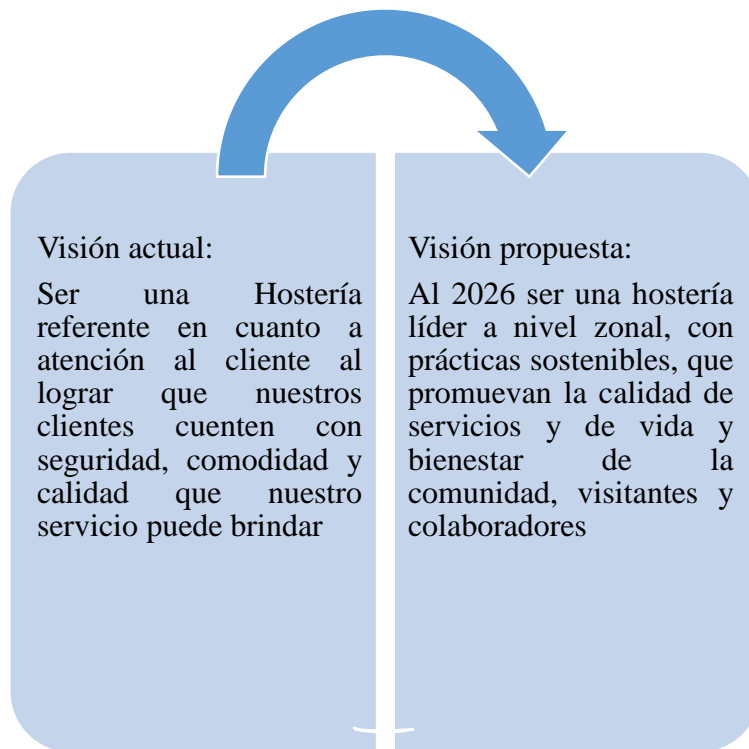 Visión actual:
Ser una Hostería
referente en cuanto a
atención al cliente al
lograr que nuestros
clientes cuenten con
seguridad, comodidad y
calidad que nuestro
servicio puede brindar
Visión propuesta:
Al 2026 ser una hostería
líder a nivel zonal, con
prácticas sostenibles, que
promuevan la calidad de
servicios y de vida y
bienestar de la
comunidad, visitantes y
colaboradores